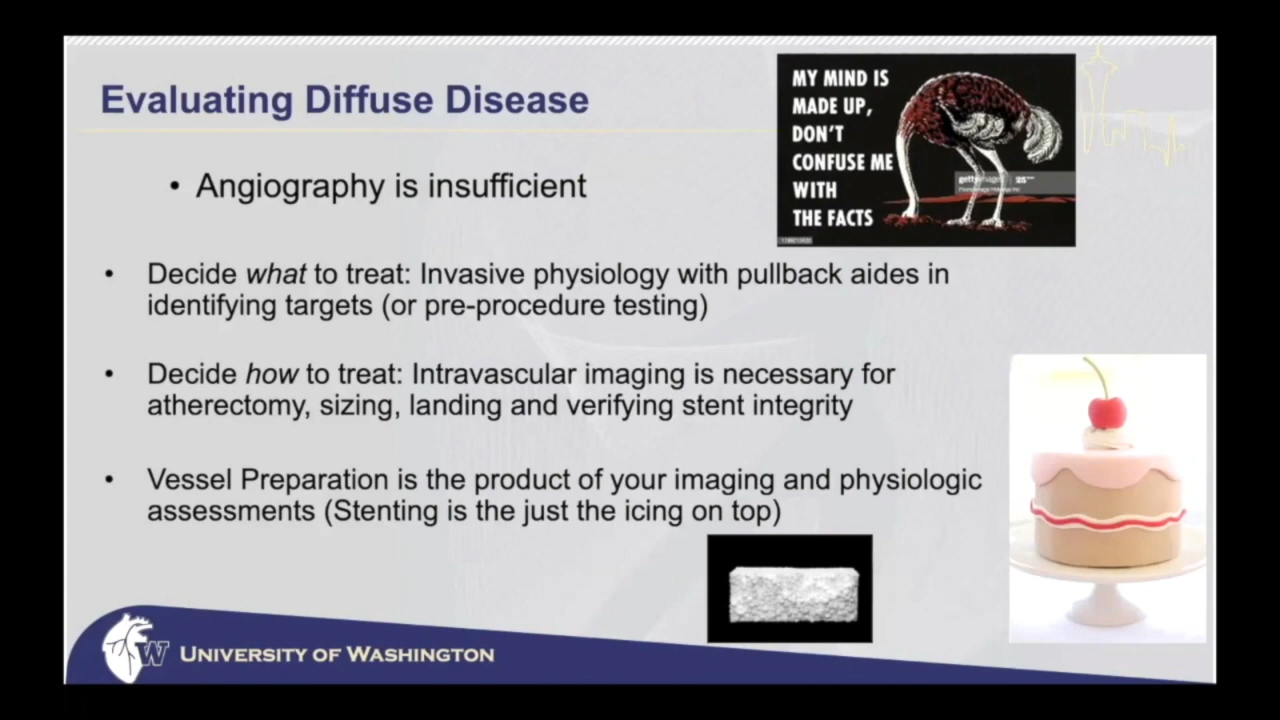 Evaluating Diffuse Disease
MY MIND IS
MADE UP,
DON'T
CONFUSE ME
WITH
THE FACTS
gettyimages
• Angiography is insufficient
• Decide what to treat: Invasive physiology with pullback aides in
identifying targets (or pre-procedure testing)
• Decide how to treat: Intravascular imaging is necessary for
atherectomy, sizing, landing and verifying stent integrity
• Vessel Preparation is the product of your imaging and physiologic
assessments (Stenting is the just the icing on top)
W
UNIVERSITY OF WASHINGTON